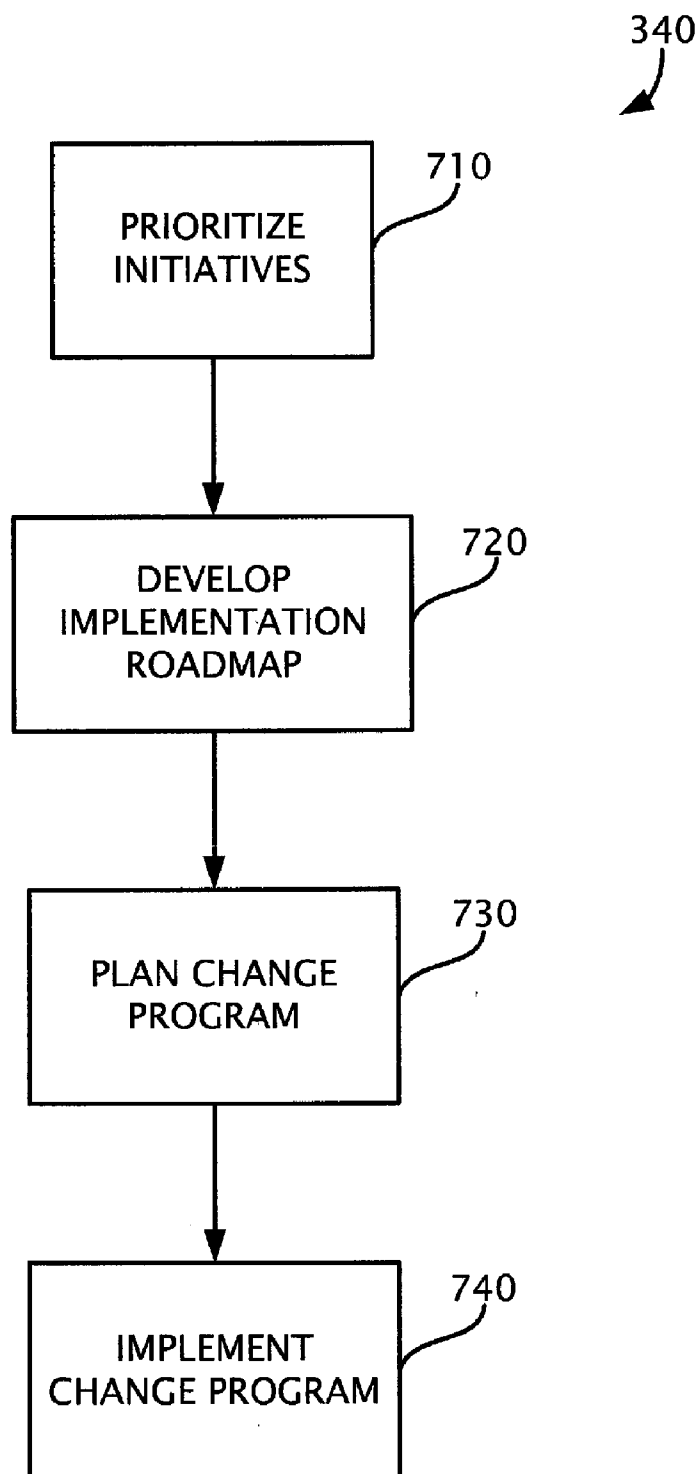 340
710
PRIORITIZE
INITIATIVES
720
DEVELOP
IMPLEMENTATION
ROADMAP
730
PLAN CHANGE
PROGRAM
740
IMPLEMENT
CHANGE PROGRAM